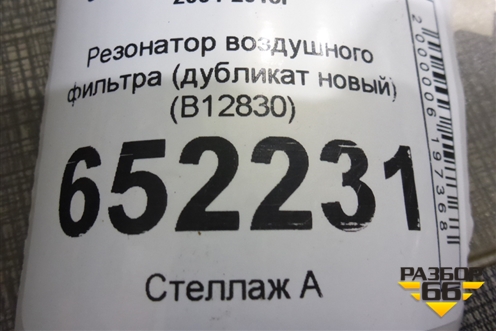 Резонатор воздушного
фильтра (дубликат новый)
(B12830)
652231
Стеллаж А
2000006197368
РАЗБОР
66